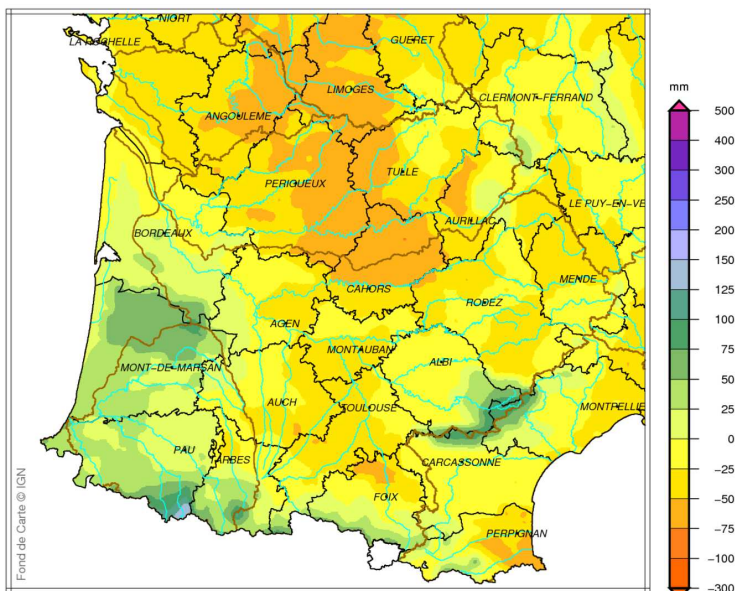 NIORT
LA ROCHELLE
GUERET
LIMOGES
CLERMONT-FERRAND
ANGOULEME
TULLE
PERIGUEUX
LE PUY-EN-VE
AURILLAC
BORDEAUX
MENDE
CAHORS
RODEZ
AGEN
MONTAUBAN
ALBI
MONT-DE-MARSAN
AUCH
TOULOUSE
MONTPELLIE
PAU
TARBES
CARCASSONNE
FOIX
PERPIGNAN
Fond de Carte © IGN
mm
500
400
300
250
200
150
125
100
75
50
25
0
-25
-50
-75
-100
-300